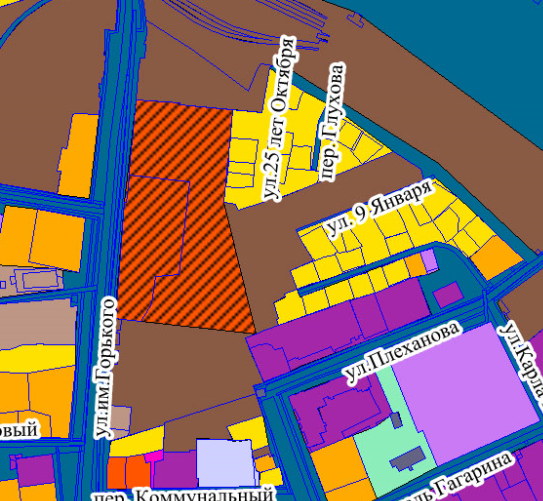 ул.25 лет Октября
пер. Глухова
ул. 9 Января
ул.им.Горького
ул.Плеханова
ул.Карла
овый
ль Гагарина
пер. Коммунальный